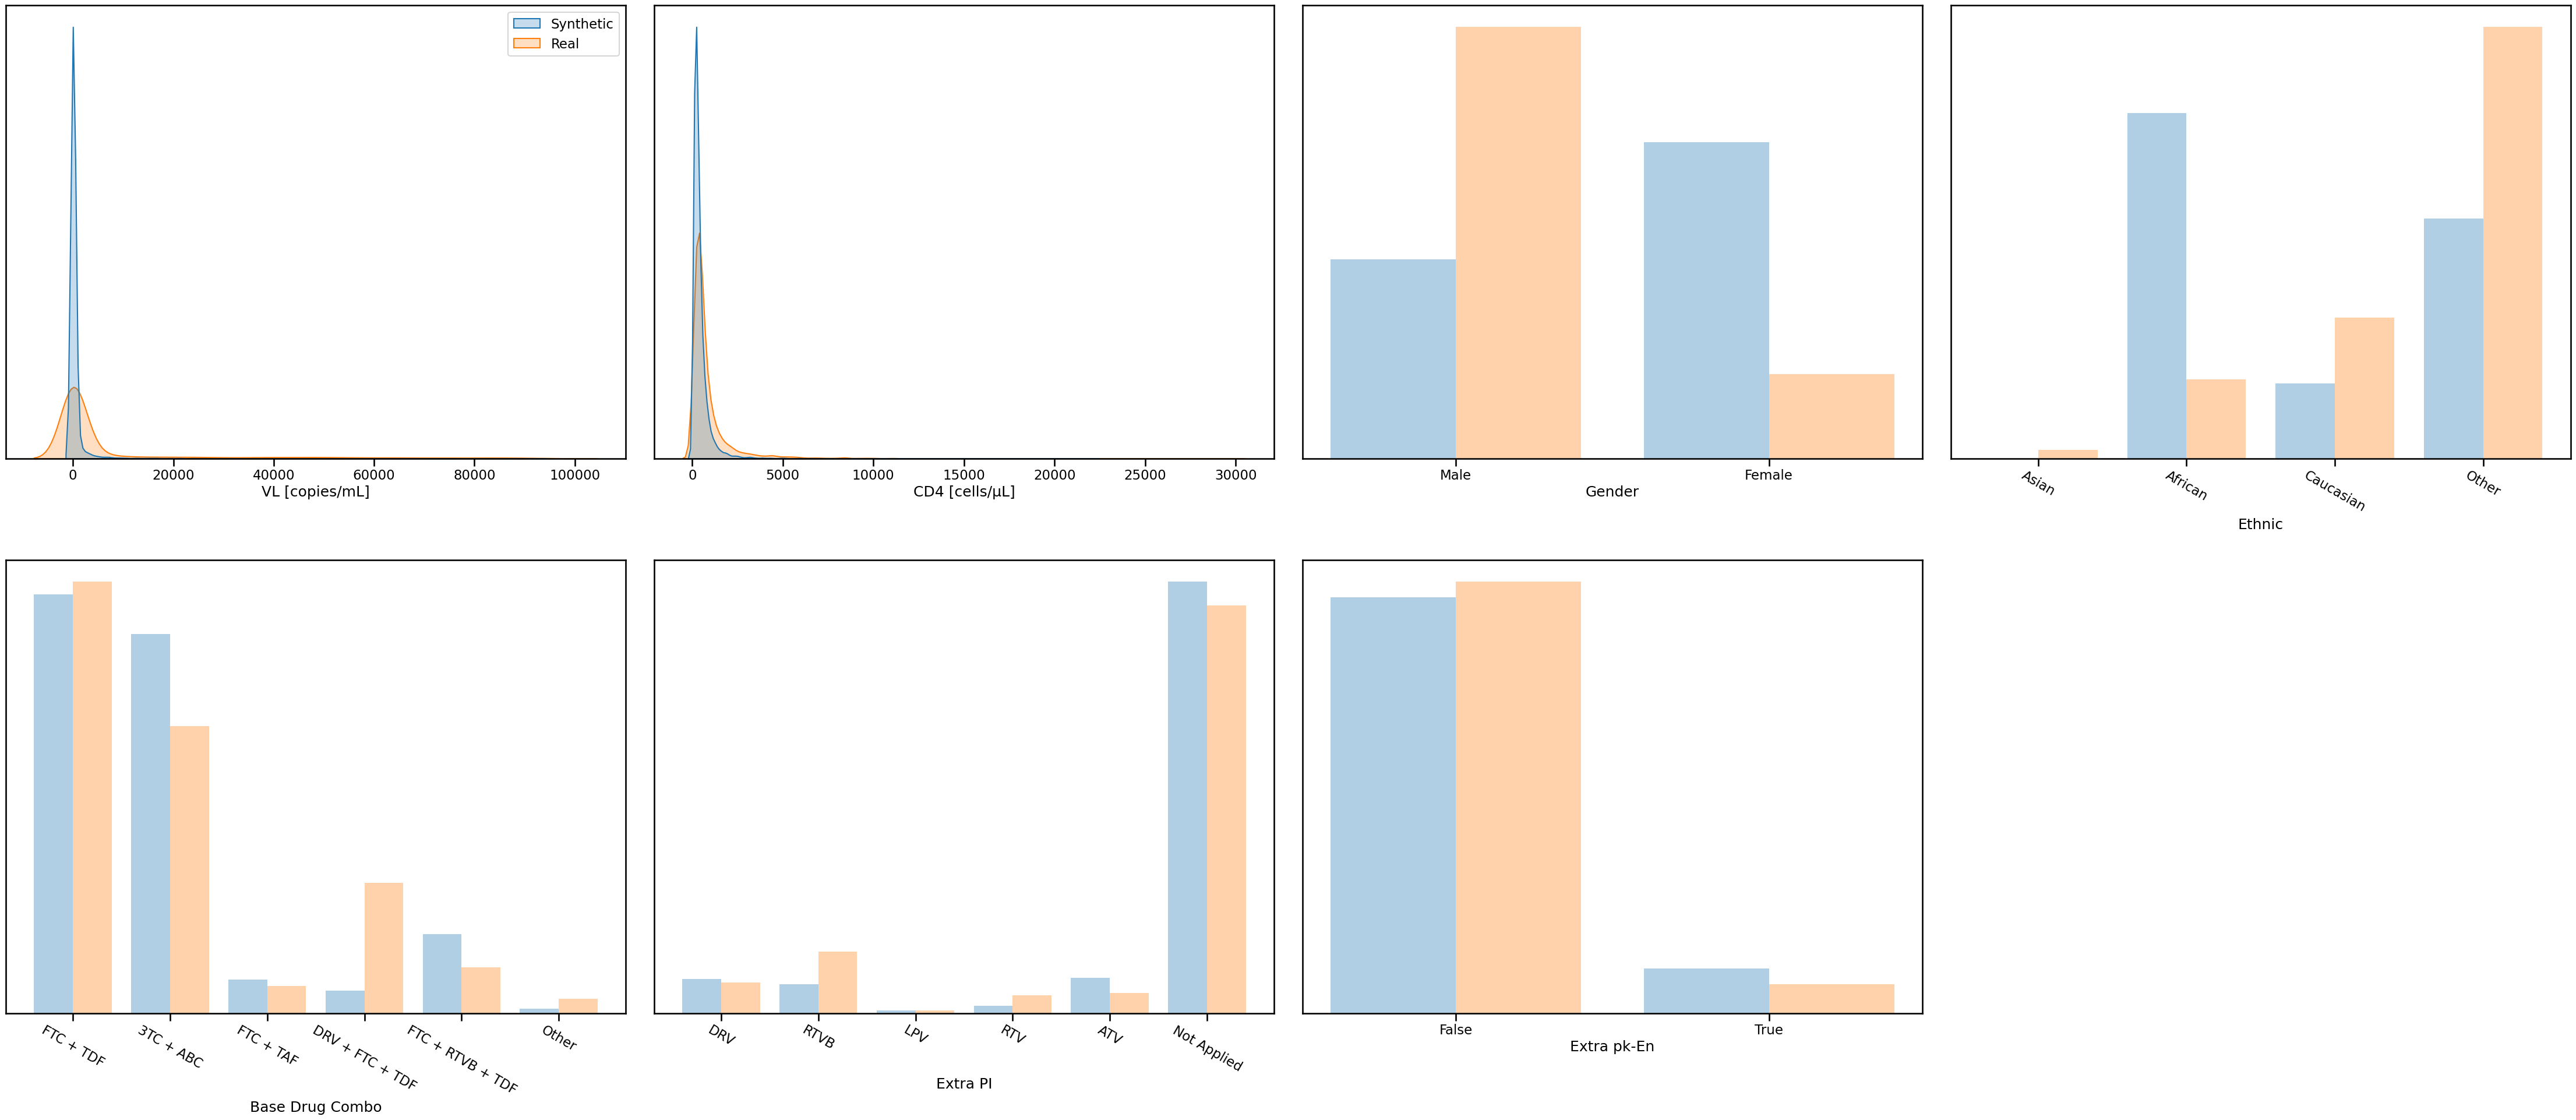 Synthetic
Real
0 20000 40000 60000 80000 100000
VL [copies/mL]
0 5000 10000 15000 20000 25000 30000
CD4 [cells/μL]
Male Female
Gender
Asian African Caucasian Other
Ethnic
FTC + TDF 3TC + ABC FTC + TAF DRV + FTC + TDF FTC + RTVB + TDF Other
Base Drug Combo
DRV RTVB LPV RTV ATV Not Applied
Extra PI
False True
Extra pk-En